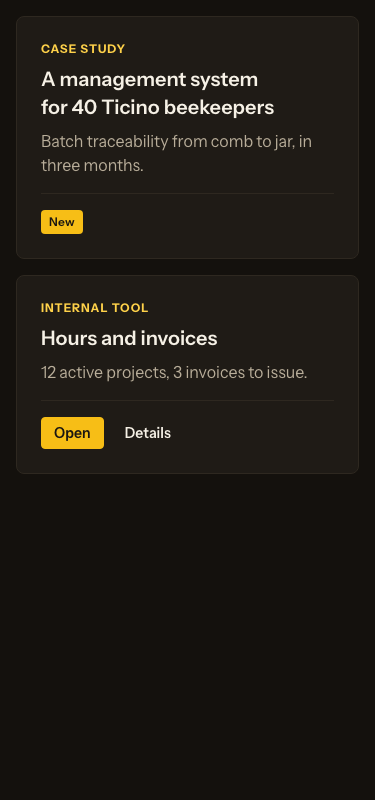 CASE STUDY
A management system
for 40 Ticino beekeepers
Batch traceability from comb to jar, in
three months.
New
INTERNAL TOOL
Hours and invoices
12 active projects, 3 invoices to issue.
Open
Details